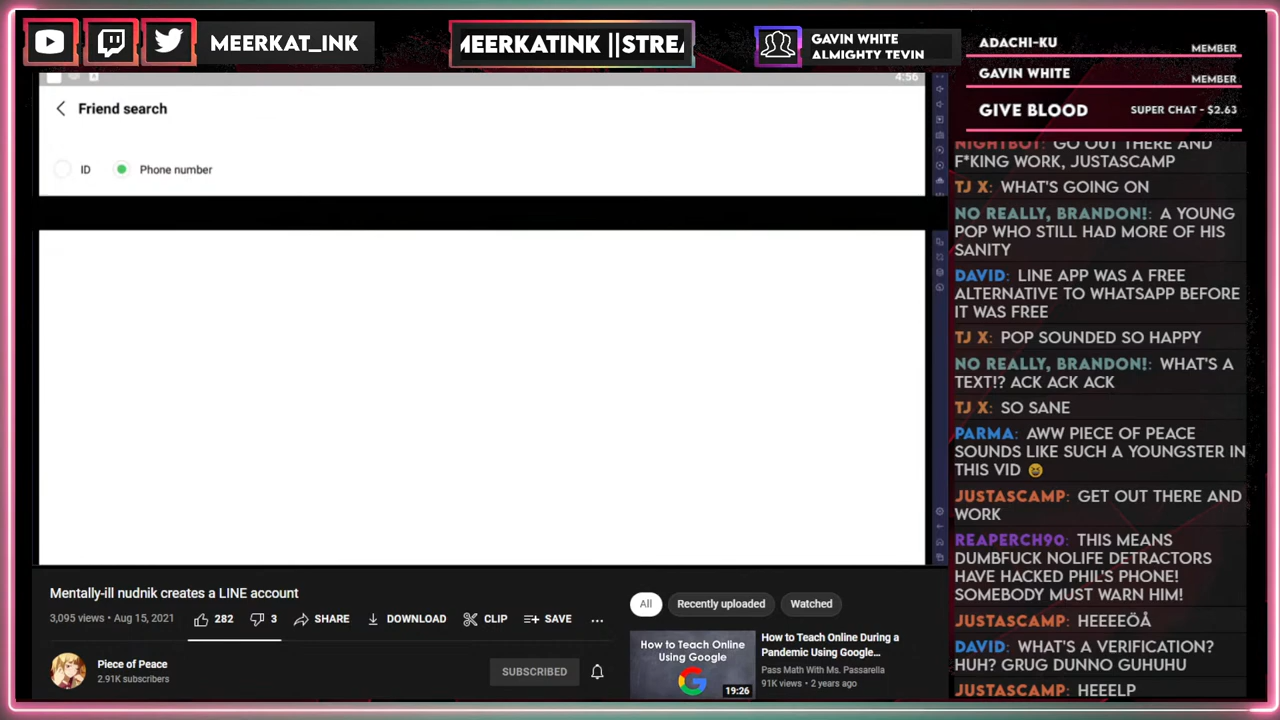 MEERKAT_INK
MEERKATINK ||STREA
GAVIN WHITE
ALMIGHTY TEVIN
4:56
Friend search
ID
Phone number
Mentally-ill nudnik creates a LINE account
3,095 views • Aug 15, 2021
282
3
SHARE
DOWNLOAD
CLIP
SAVE
Piece of Peace
2.91K subscribers
SUBSCRIBED
All
Recently uploaded
Watched
How to Teach Online
Using Google
19:26
How to Teach Online During a
Pandemic Using Google...
Pass Math With Ms. Passarella
91K views • 2 years ago
ADACHI-KU
MEMBER
GAVIN WHITE
MEMBER
GIVE BLOOD
SUPER CHAT - $2.63
NIGHTBOT: GO OUT THERE AND
F*KING WORK, JUSTASCAMP
TJ X: WHAT'S GOING ON
NO REALLY, BRANDON!: A YOUNG
POP WHO STILL HAD MORE OF HIS
SANITY
DAVID: LINE APP WAS A FREE
ALTERNATIVE TO WHATSAPP BEFORE
IT WAS FREE
TJ X: POP SOUNDED SO HAPPY
NO REALLY, BRANDON!: WHAT'S A
TEXT!? ACK ACK ACK
TJ X: SO SANE
PARMA: AWW PIECE OF PEACE
SOUNDS LIKE SUCH A YOUNGSTER IN
THIS VID 😆
JUSTASCAMP: GET OUT THERE AND
WORK
REAPERCH90: THIS MEANS
DUMBFUCK NOLIFE DETRACTORS
HAVE HACKED PHIL'S PHONE!
SOMEBODY MUST WARN HIM!
JUSTASCAMP: HEEEEÖÅ
DAVID: WHAT'S A VERIFICATION?
HUH? GRUG DUNNO GUHUHU
JUSTASCAMP: HEEELP